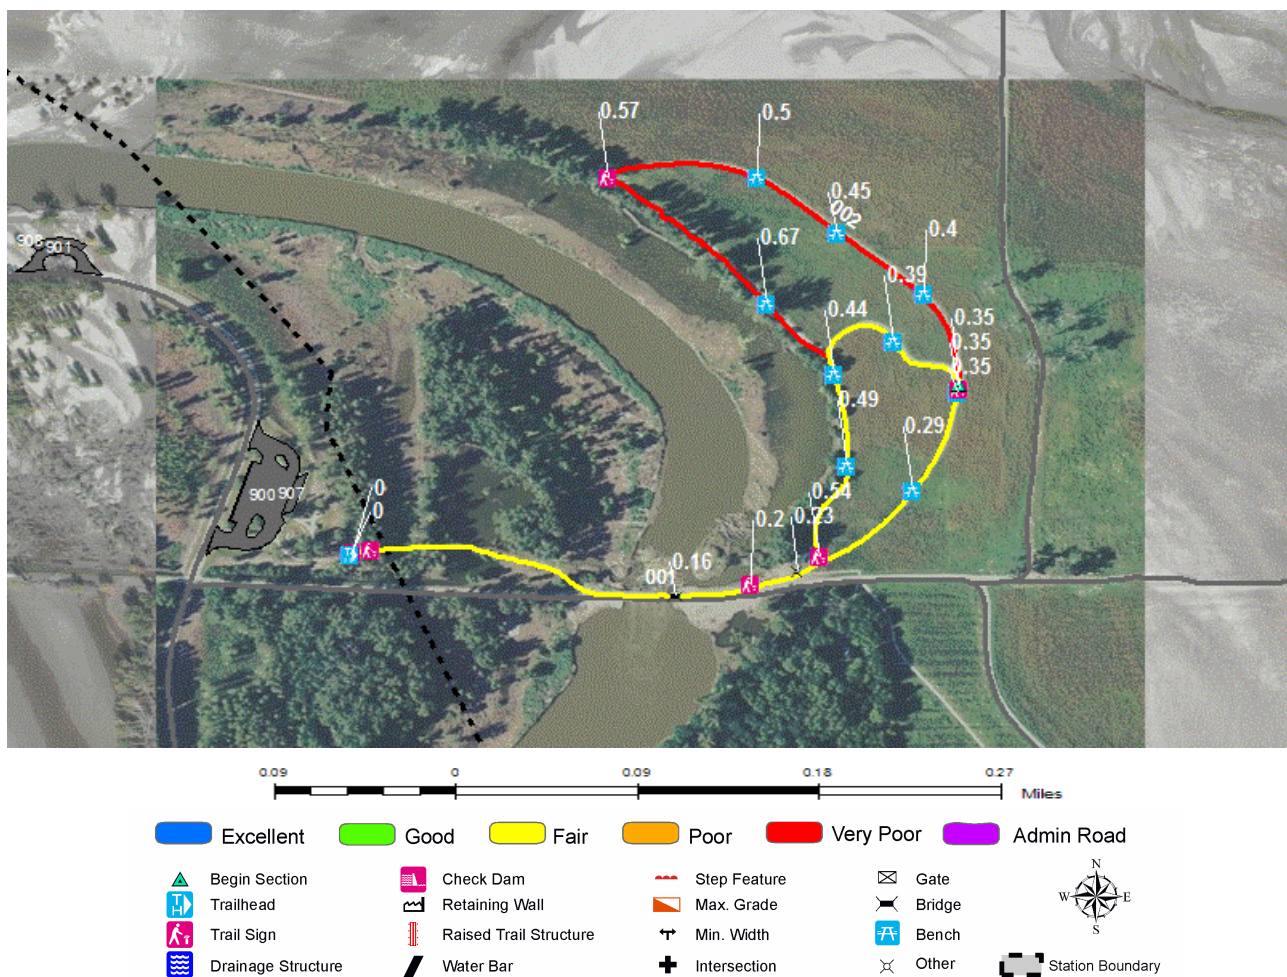 0.57
0.5
0.45
002
0.4
0.67
908
901
0.39
0.44
0.35
0.35
0.35
0.49
0.29
900
907
0
0
0.54
0.2
0.23
0.16
001
0.09 0 0.09 0.18 0.27
Miles
Excellent Good Fair Poor Very Poor Admin Road
Begin Section Check Dam Step Feature Gate
Trailhead Retaining Wall Max. Grade Bridge
Trail Sign Raised Trail Structure Min. Width Bench
Drainage Structure Water Bar Intersection Other Station Boundary
N
W E
S
TH